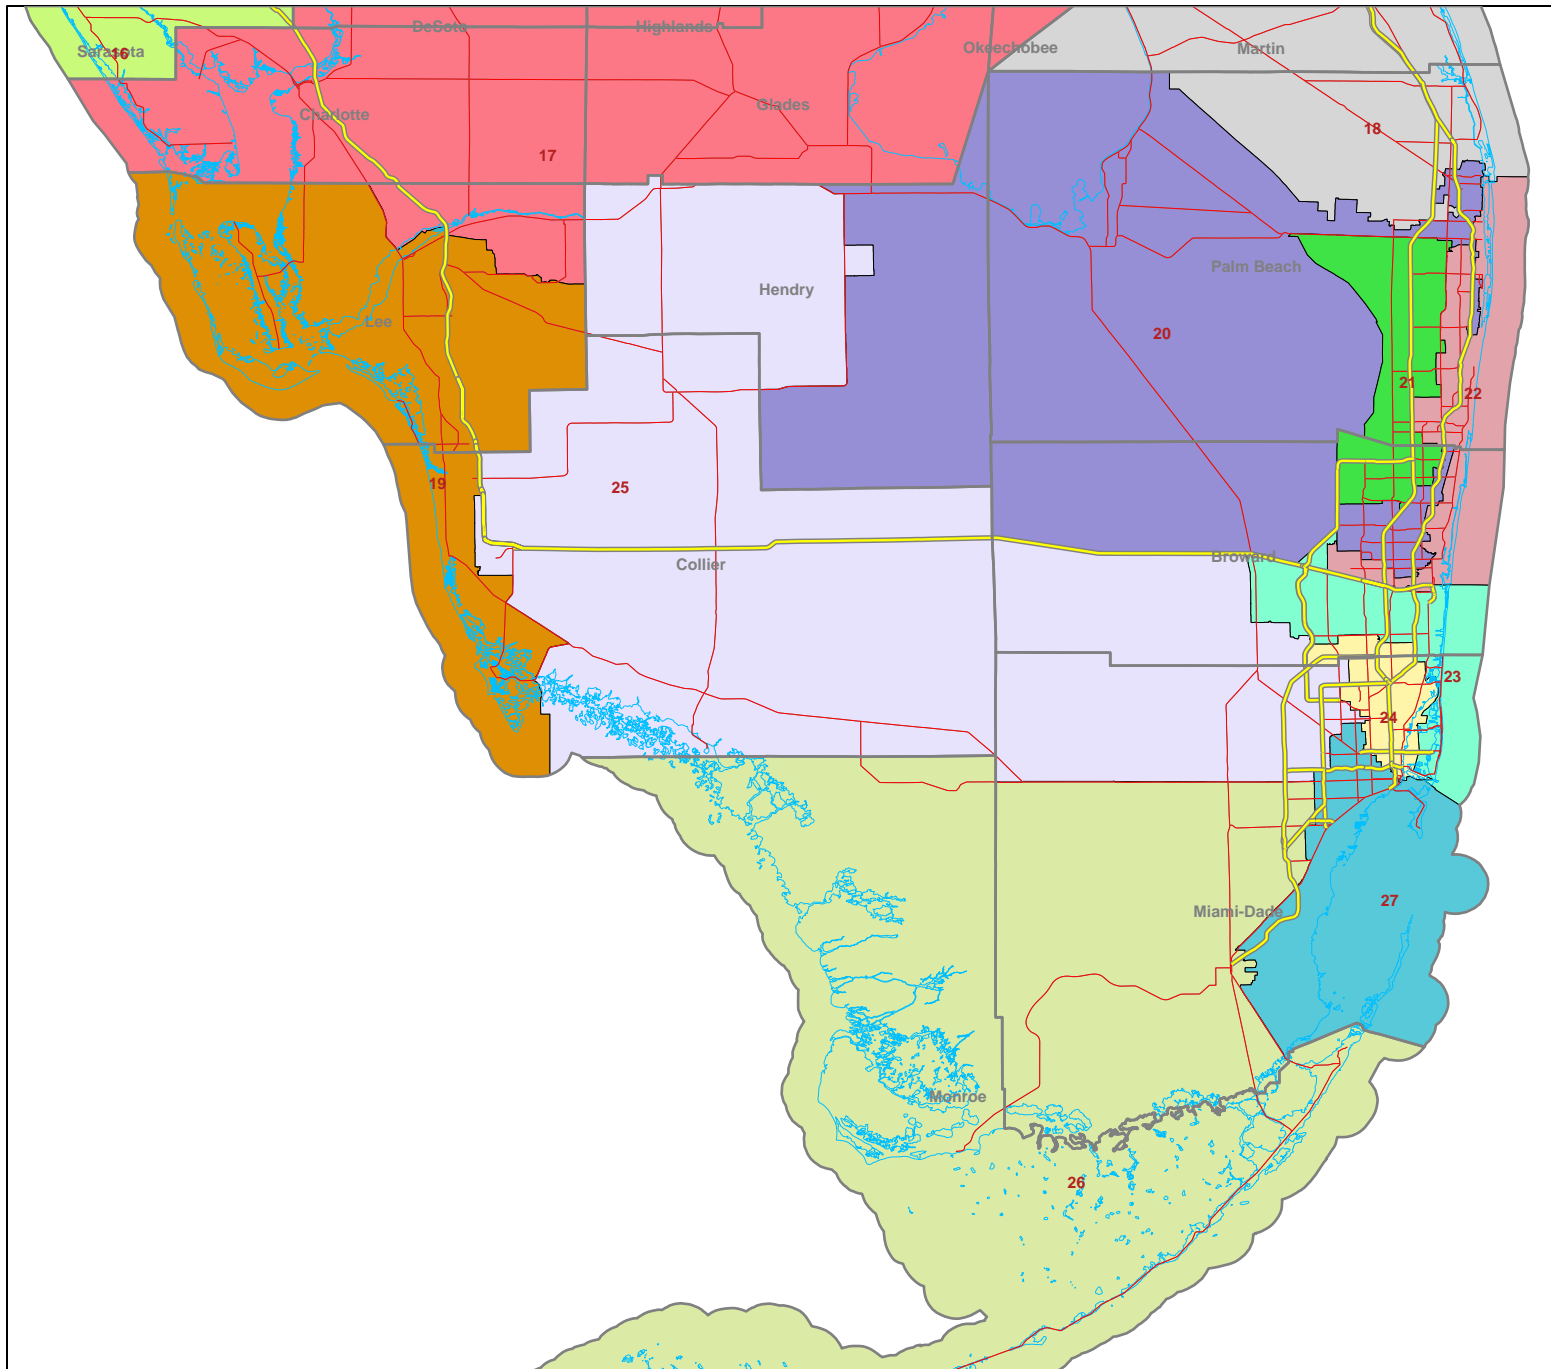 DeSoto
Highlands
Okeechobee
Martin
Sarasota
16
Glades
Charlotte
18
17
Palm Beach
Hendry
Lee
20
21
22
19
25
Broward
Collier
23
24
27
Miami-Dade
Monroe
26